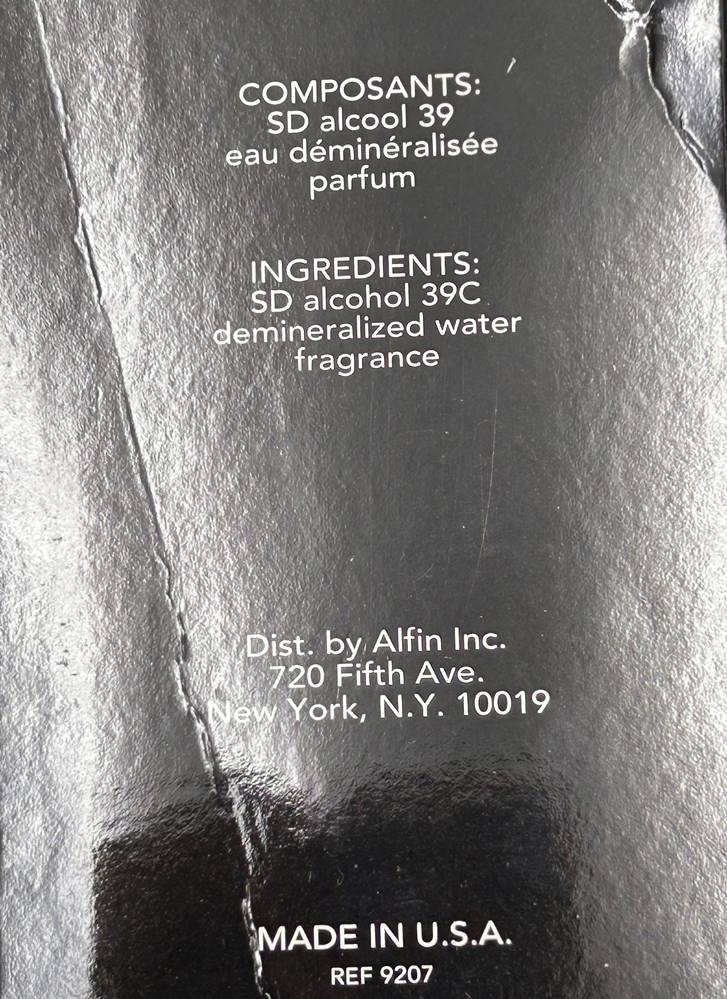 COMPOSANTS:
SD alcool 39
eau déminéralisée
parfum
INGREDIENTS:
SD alcohol 39C
demineralized water
fragrance
Dist. by Alfin Inc.
720 Fifth Ave.
New York, N.Y. 10019
MADE IN U.S.A.
REF 9207